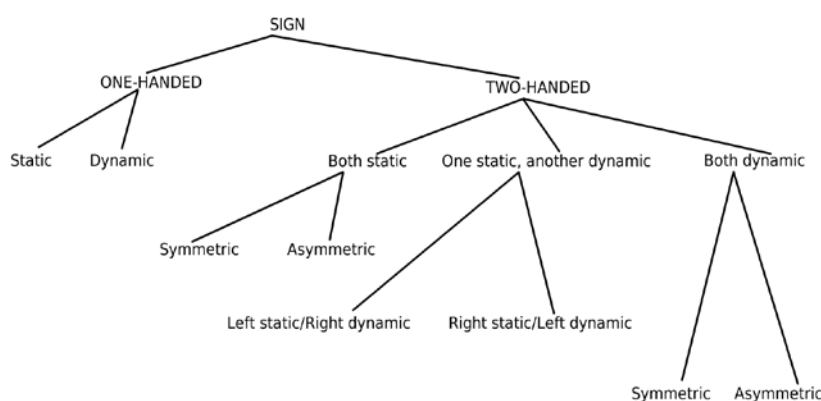 SIGN
ONE-HANDED
TWO-HANDED
Static
Dynamic
Both static
One static, another dynamic
Both dynamic
Symmetric
Asymmetric
Left static/Right dynamic
Right static/Left dynamic
Symmetric
Asymmetric